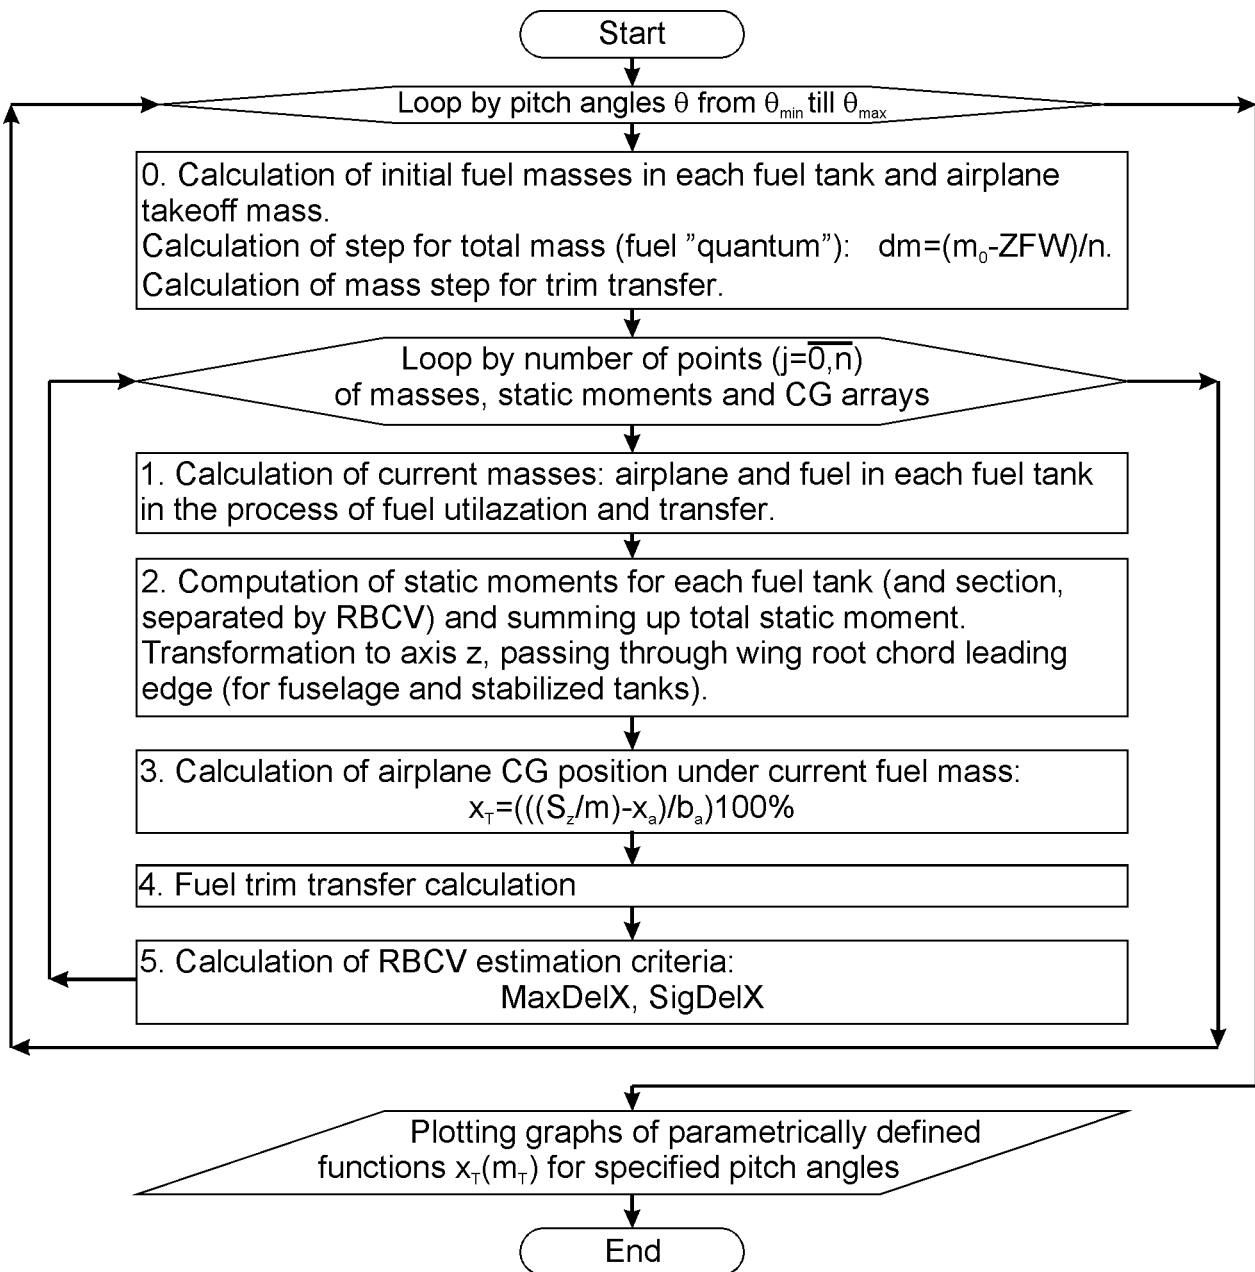 Start
Loop by pitch angles θ from θmin till θmax
0. Calculation of initial fuel masses in each fuel tank and airplane
takeoff mass.
Calculation of step for total mass (fuel ”quantum”): dm=(m₀-ZFW)/n.
Calculation of mass step for trim transfer.
Loop by number of points (j=0̅,̅n̅)
of masses, static moments and CG arrays
1. Calculation of current masses: airplane and fuel in each fuel tank
in the process of fuel utilazation and transfer.
2. Computation of static moments for each fuel tank (and section,
separated by RBCV) and summing up total static moment.
Transformation to axis z, passing through wing root chord leading
edge (for fuselage and stabilized tanks).
3. Calculation of airplane CG position under current fuel mass:
xT=(((Sz/m)-xa)/ba)100%
4. Fuel trim transfer calculation
5. Calculation of RBCV estimation criteria:
MaxDelX, SigDelX
Plotting graphs of parametrically defined
functions xT(mT) for specified pitch angles
End